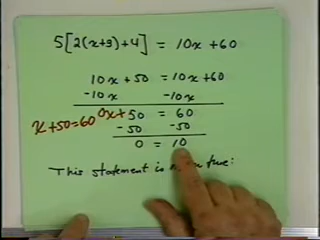 5[2(x+3)+4] = 10x+60
10x+50 = 10x+60
-10x -10x
x+50=60 0x+50 = 60
-50 -50
0 = 10
This statement is true: